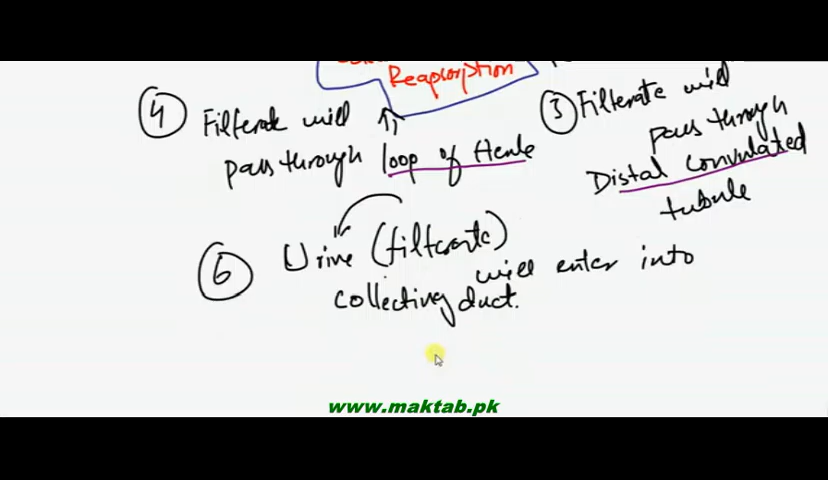 Reapsorption
④ Filterate will
pass through loop of Henle
③ Filterate will
pass through
Distal convulated
tubule
⑥ Urine (filterate)
will enter into
collecting duct.
www.maktab.pk